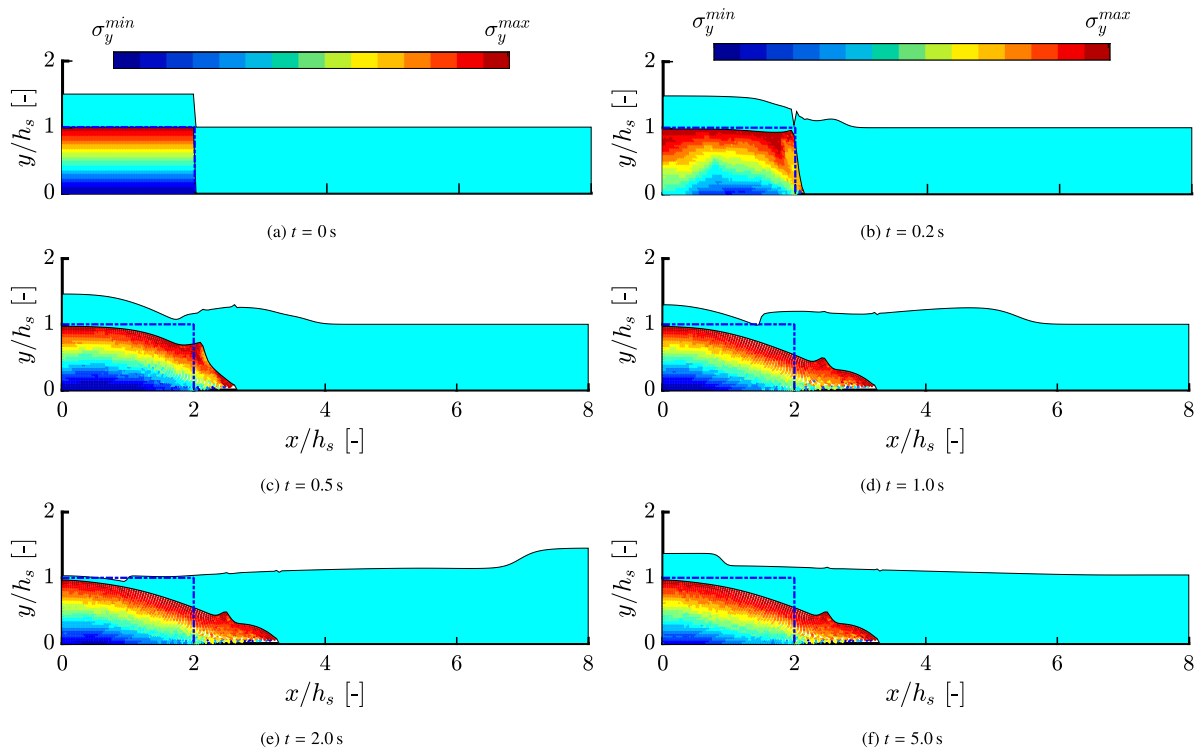 σ_y^{min} σ_y^{max} σ_y^{min} σ_y^{max}
2 2
y/h_s [-] y/h_s [-]
1 1
0 0
(a) t = 0 s (b) t = 0.2 s
2 2
y/h_s [-] y/h_s [-]
1 1
0 0
0 2 4 6 8 0 2 4 6 8
x/h_s [-] x/h_s [-]
(c) t = 0.5 s (d) t = 1.0 s
2 2
y/h_s [-] y/h_s [-]
1 1
0 0
0 2 4 6 8 0 2 4 6 8
x/h_s [-] x/h_s [-]
(e) t = 2.0 s (f) t = 5.0 s